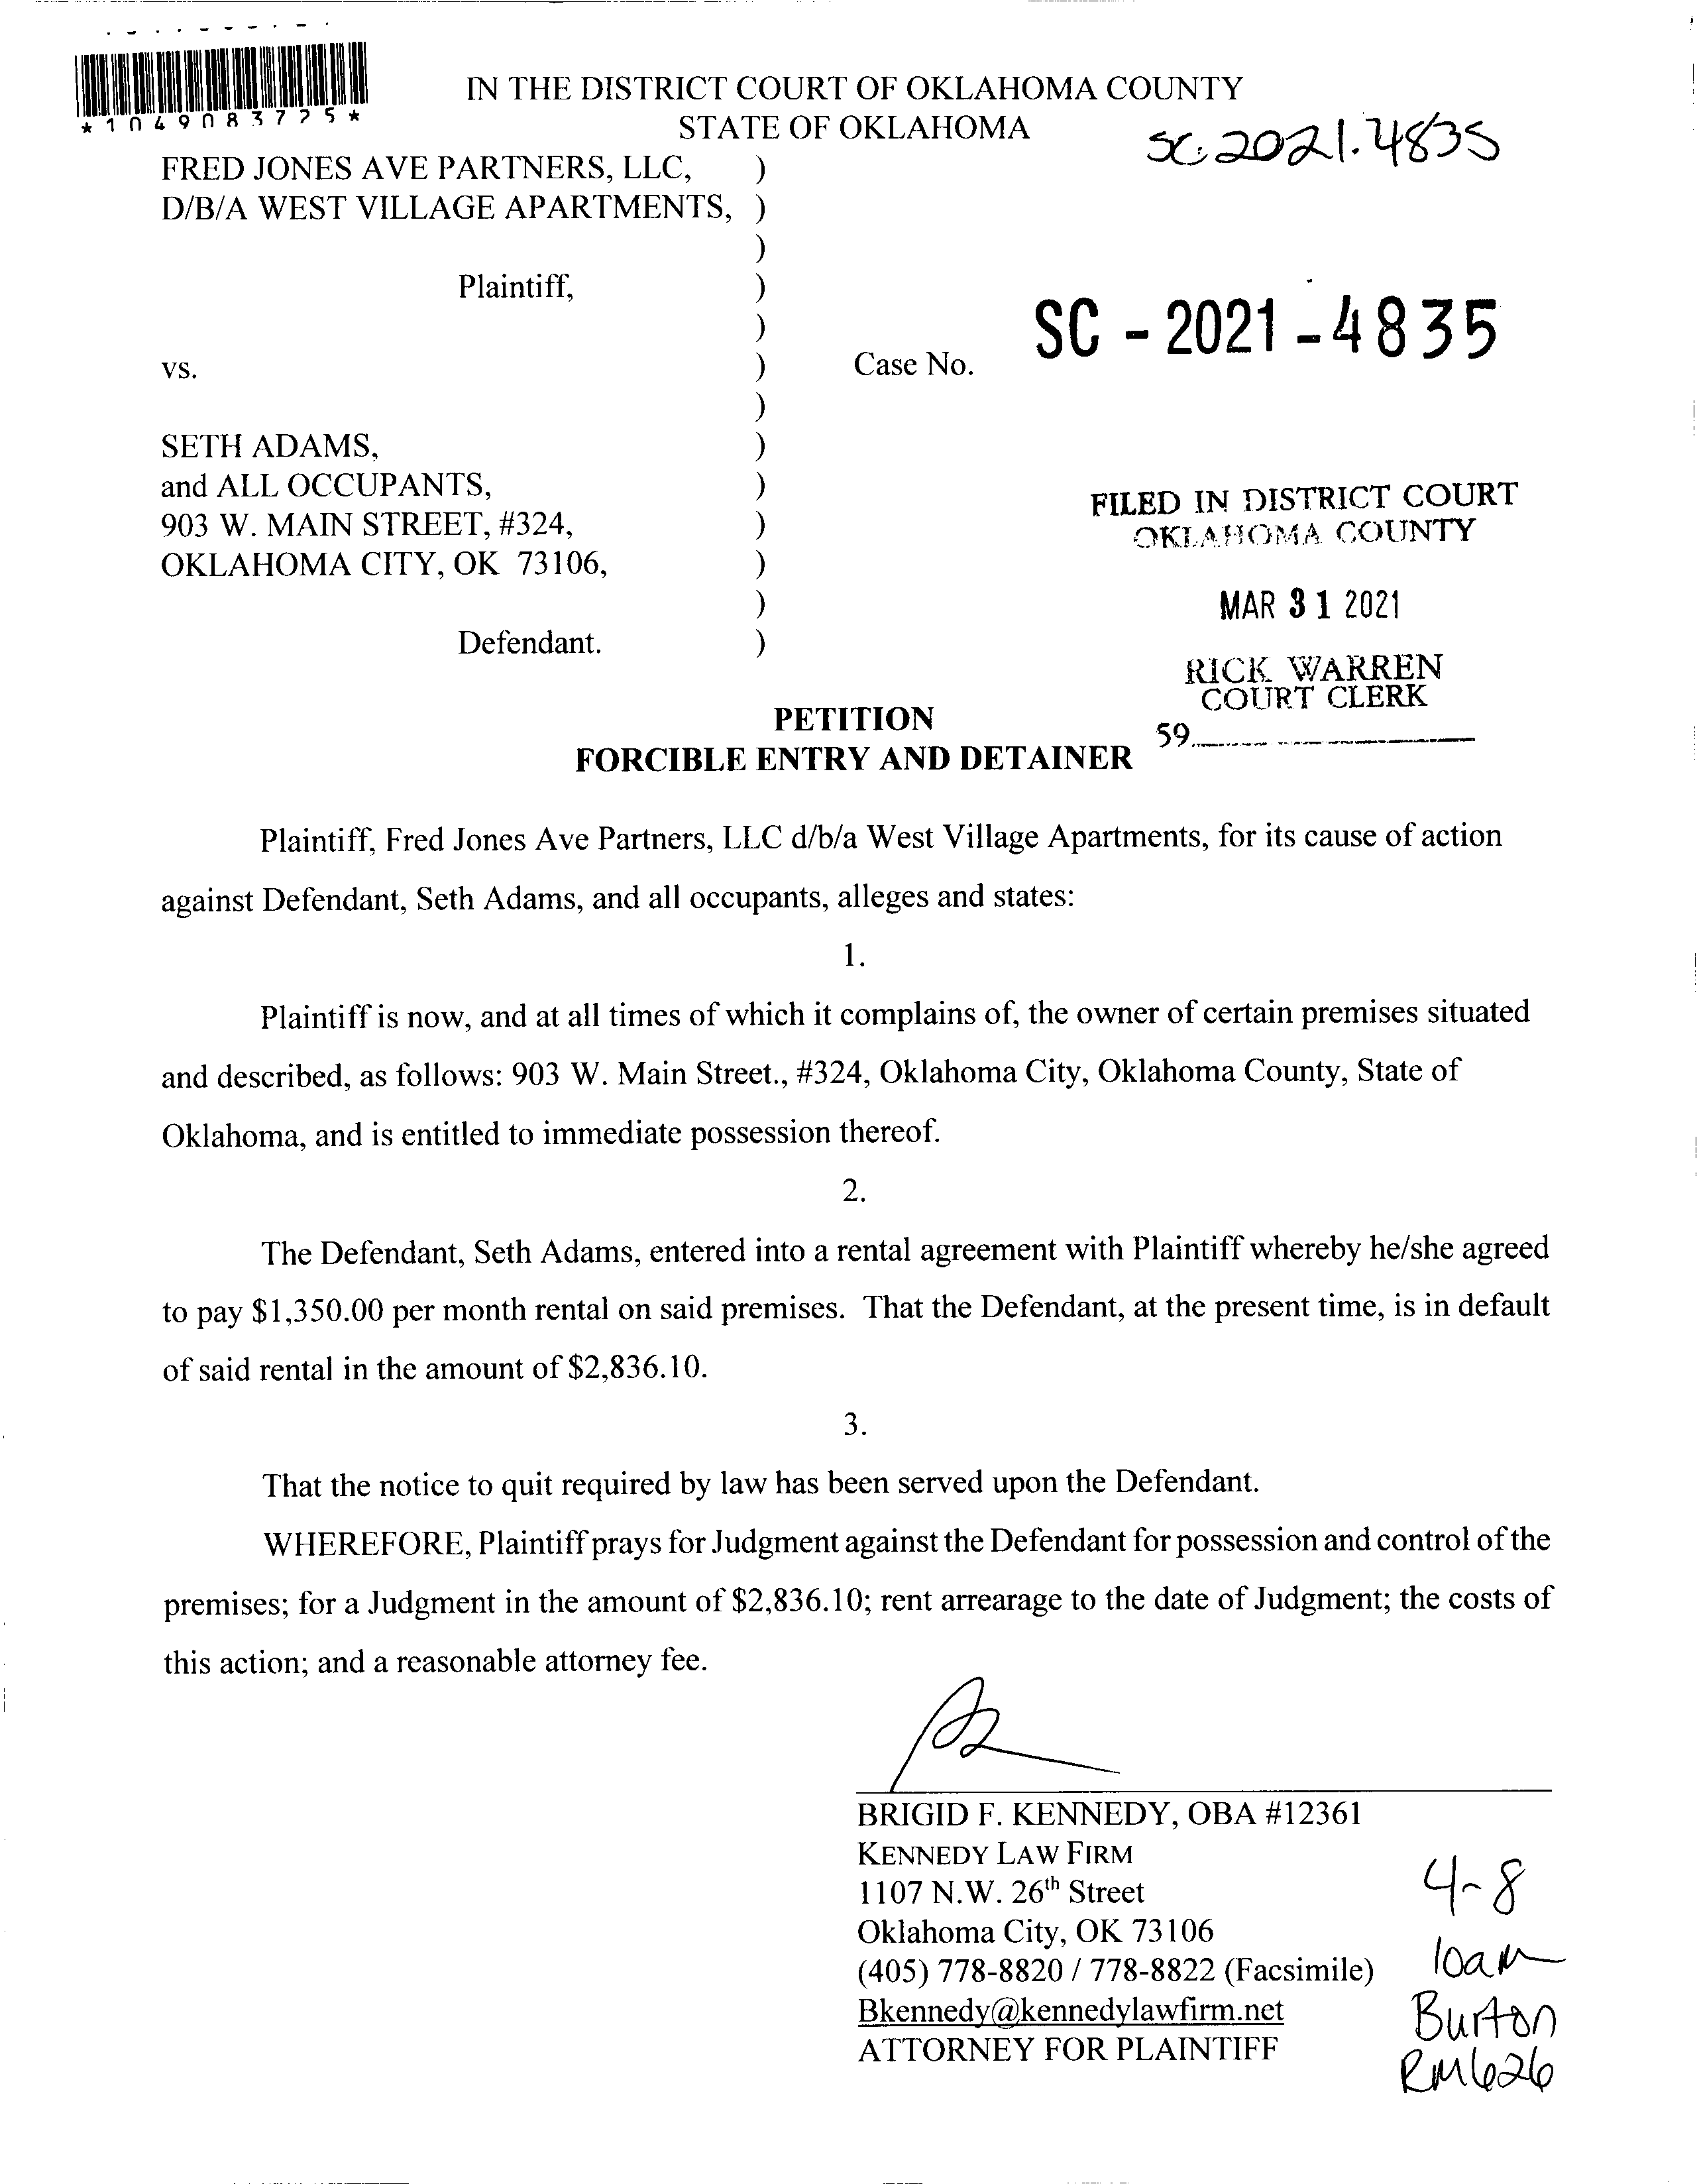 *1049083725*
IN THE DISTRICT COURT OF OKLAHOMA COUNTY
STATE OF OKLAHOMA
SC. 2021. 4835
FRED JONES AVE PARTNERS, LLC, )
D/B/A WEST VILLAGE APARTMENTS, )
)
Plaintiff, )
)
vs. ) Case No. SC - 2021 - 4835
)
SETH ADAMS, )
and ALL OCCUPANTS, )
903 W. MAIN STREET, #324, )
OKLAHOMA CITY, OK 73106, )
)
Defendant. )
FILED IN DISTRICT COURT
OKLAHOMA COUNTY
MAR 31 2021
RICK WARREN
COURT CLERK
59
PETITION
FORCIBLE ENTRY AND DETAINER
Plaintiff, Fred Jones Ave Partners, LLC d/b/a West Village Apartments, for its cause of action
against Defendant, Seth Adams, and all occupants, alleges and states:
1.
Plaintiff is now, and at all times of which it complains of, the owner of certain premises situated
and described, as follows: 903 W. Main Street., #324, Oklahoma City, Oklahoma County, State of
Oklahoma, and is entitled to immediate possession thereof.
2.
The Defendant, Seth Adams, entered into a rental agreement with Plaintiff whereby he/she agreed
to pay $1,350.00 per month rental on said premises. That the Defendant, at the present time, is in default
of said rental in the amount of $2,836.10.
3.
That the notice to quit required by law has been served upon the Defendant.
WHEREFORE, Plaintiff prays for Judgment against the Defendant for possession and control of the
premises; for a Judgment in the amount of $2,836.10; rent arrearage to the date of Judgment; the costs of
this action; and a reasonable attorney fee.
BRIGID F. KENNEDY, OBA #12361
KENNEDY LAW FIRM
1107 N.W. 26th Street
Oklahoma City, OK 73106
(405) 778-8820 / 778-8822 (Facsimile)
Bkennedy@kennedylawfirm.net
ATTORNEY FOR PLAINTIFF
4-8
10am
Burton
RM626